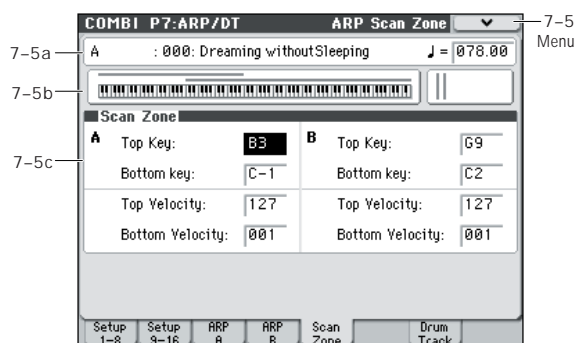 COMBI P7:ARP/DT ARP Scan Zone
7–5
Menu
7–5a
A : 000: Dreaming withoutSleeping ♩ = 078.00
7–5b
Scan Zone
7–5c
A Top Key: B3 B Top Key: G9
Bottom key: C-1 Bottom key: C2
Top Velocity: 127 Top Velocity: 127
Bottom Velocity: 001 Bottom Velocity: 001
Setup 1-8 Setup 9-16 ARP A ARP B Scan Zone Drum Track